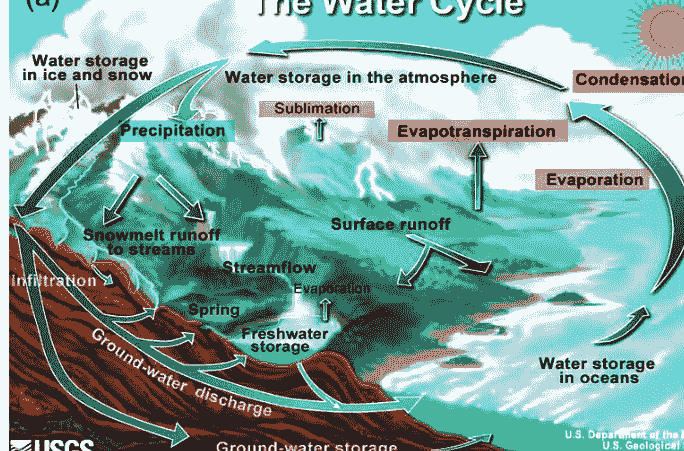 (a)
The Water Cycle
Water storage
in ice and snow
Water storage in the atmosphere
Condensation
Sublimation
Precipitation
Evapotranspiration
Evaporation
Surface runoff
Snowmelt runoff
to streams
Streamflow
Infiltration
Evaporation
Spring
Freshwater
storage
Ground-water discharge
Water storage
in oceans
Ground-water storage
U.S. Department of the
U.S. Geological
USGS